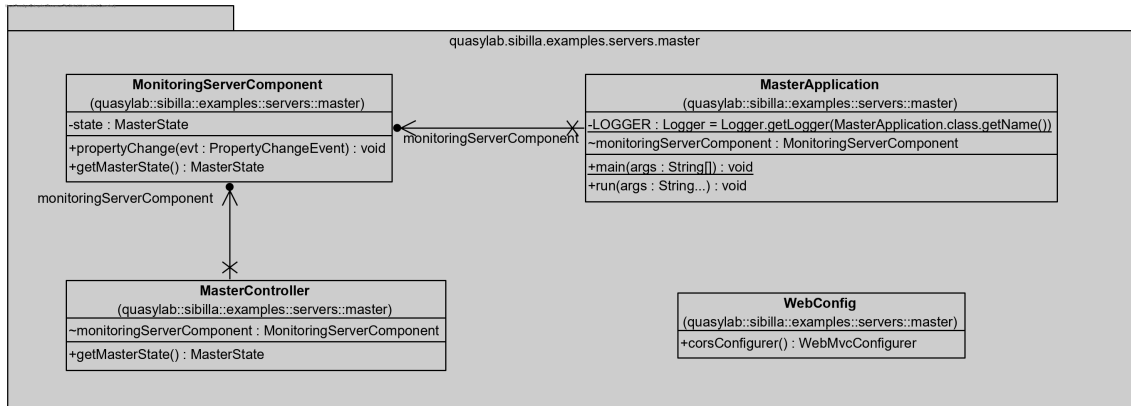 quasylab.sibilla.examples.servers.master
MonitoringServerComponent
(quasylab::sibilla::examples::servers::master)
-state : MasterState
+propertyChange(evt : PropertyChangeEvent) : void
+getMasterState() : MasterState
MasterApplication
(quasylab::sibilla::examples::servers::master)
-LOGGER : Logger = Logger.getLogger(MasterApplication.class.getName())
~monitoringServerComponent : MonitoringServerComponent
+main(args : String[]) : void
+run(args : String...) : void
monitoringServerComponent
monitoringServerComponent
MasterController
(quasylab::sibilla::examples::servers::master)
~monitoringServerComponent : MonitoringServerComponent
+getMasterState() : MasterState
WebConfig
(quasylab::sibilla::examples::servers::master)
+corsConfigurer() : WebMvcConfigurer